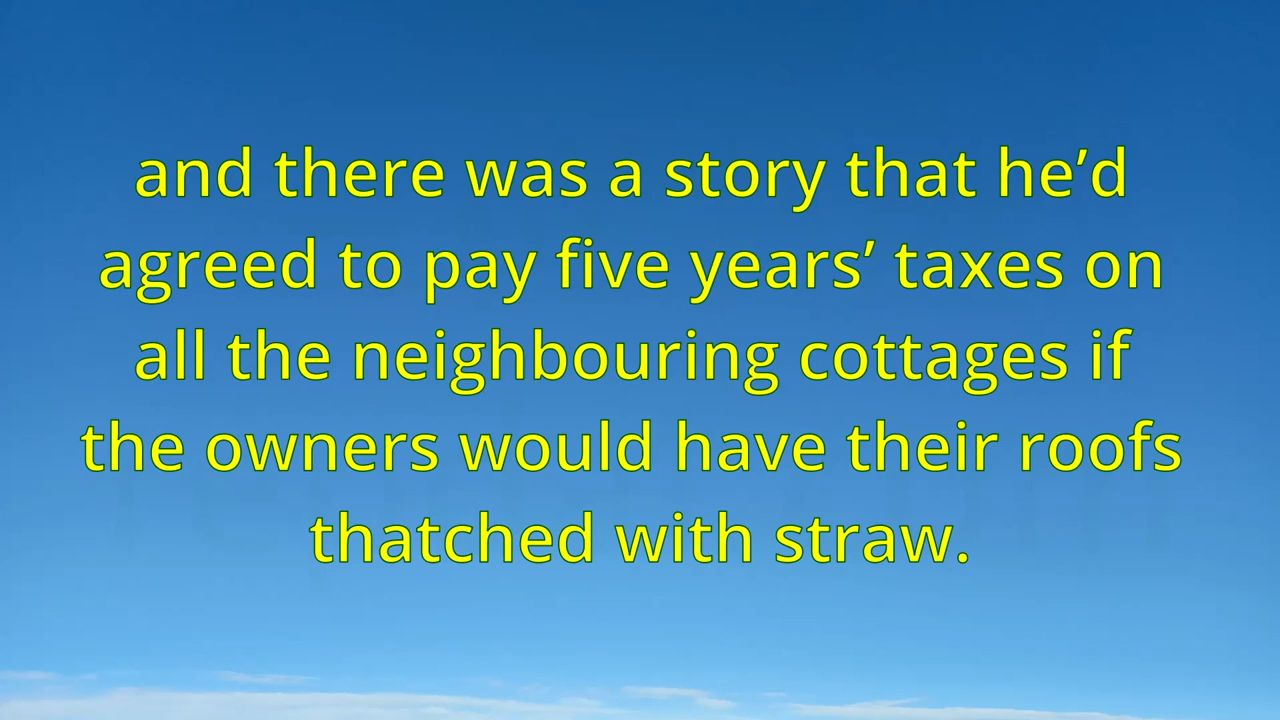 and there was a story that he’d
agreed to pay five years’ taxes on
all the neighbouring cottages if
the owners would have their roofs
thatched with straw.